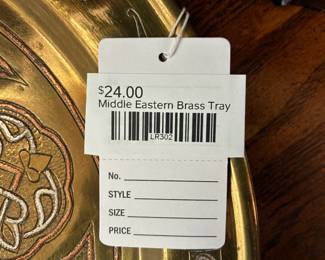 $24.00
Middle Eastern Brass Tray
LR302
No.
STYLE
SIZE
PRICE